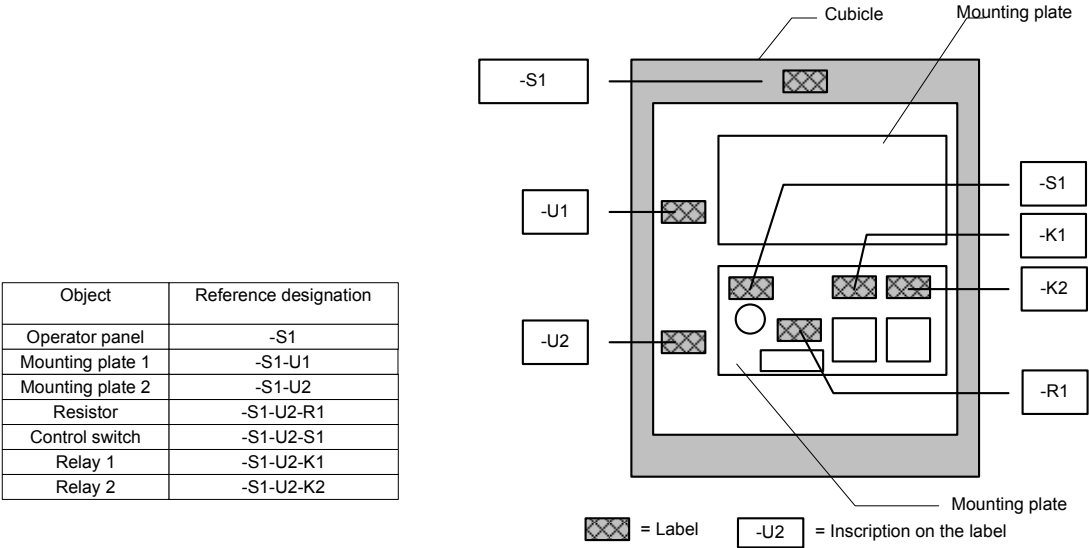 Cubicle
Mounting plate
-S1
-S1
-U1
-K1
-K2
-U2
-R1
Mounting plate
= Label
-U2
= Inscription on the label
Object Reference designation
Operator panel -S1
Mounting plate 1 -S1-U1
Mounting plate 2 -S1-U2
Resistor -S1-U2-R1
Control switch -S1-U2-S1
Relay 1 -S1-U2-K1
Relay 2 -S1-U2-K2